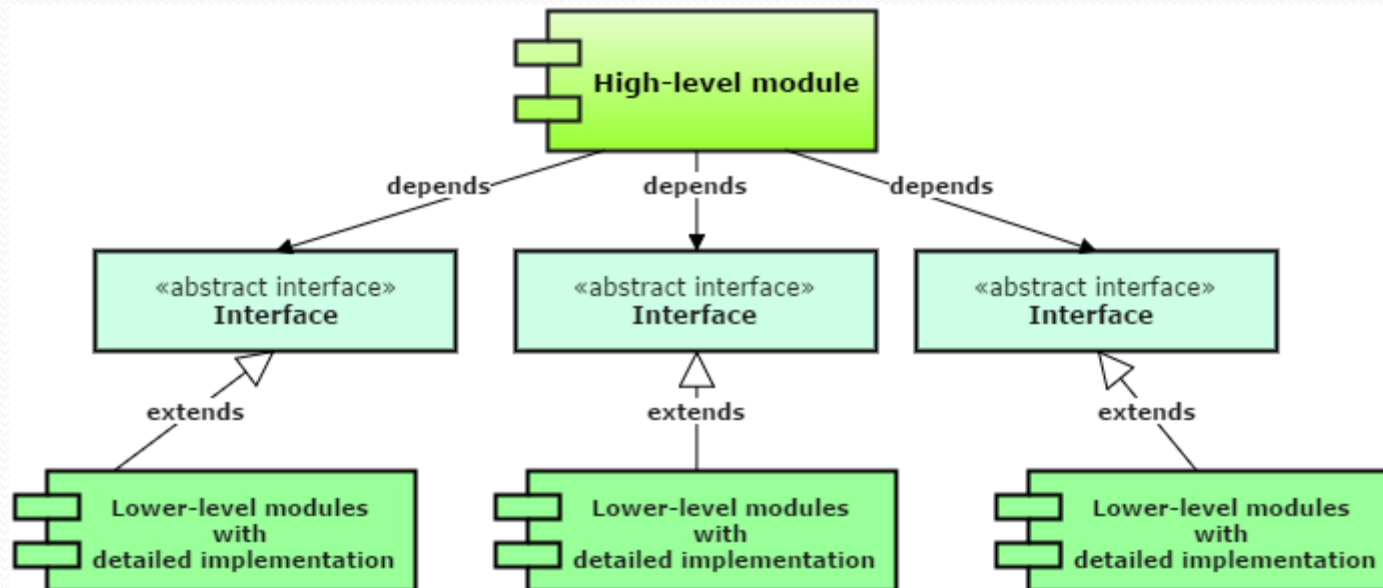 High-level module
depends
depends
depends
«abstract interface»
Interface
«abstract interface»
Interface
«abstract interface»
Interface
extends
extends
extends
Lower-level modules
with
detailed implementation
Lower-level modules
with
detailed implementation
Lower-level modules
with
detailed implementation